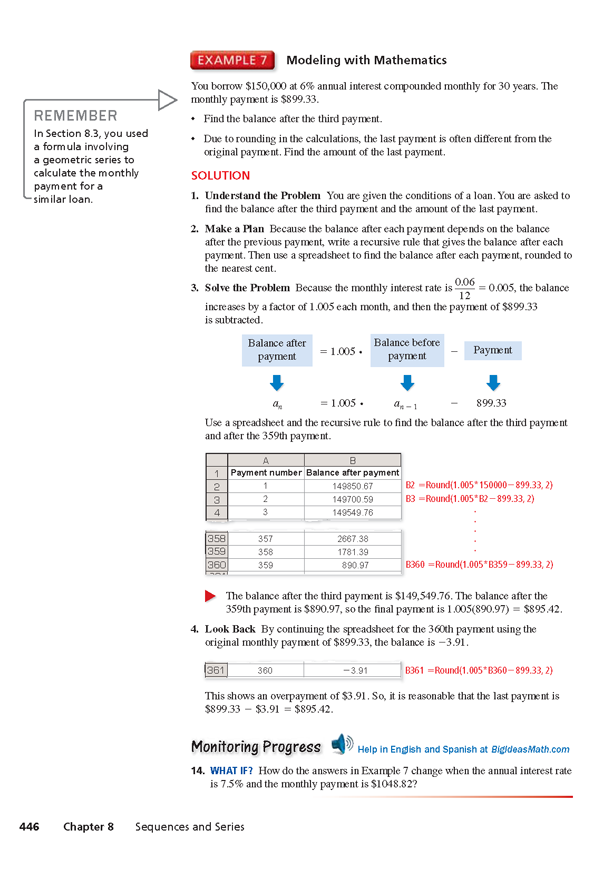 EXAMPLE 7 Modeling with Mathematics
You borrow $150,000 at 6% annual interest compounded monthly for 30 years. The
monthly payment is $899.33.
• Find the balance after the third payment.
• Due to rounding in the calculations, the last payment is often different from the
original payment. Find the amount of the last payment.
REMEMBER
In Section 8.3, you used
a formula involving
a geometric series to
calculate the monthly
payment for a
similar loan.
SOLUTION
1. Understand the Problem You are given the conditions of a loan. You are asked to
find the balance after the third payment and the amount of the last payment.
2. Make a Plan Because the balance after each payment depends on the balance
after the previous payment, write a recursive rule that gives the balance after each
payment. Then use a spreadsheet to find the balance after each payment, rounded to
the nearest cent.
3. Solve the Problem Because the monthly interest rate is 0.06/12 = 0.005, the balance
increases by a factor of 1.005 each month, and then the payment of $899.33
is subtracted.
Balance after payment = 1.005 • Balance before payment − Payment
aₙ = 1.005 • aₙ₋₁ − 899.33
Use a spreadsheet and the recursive rule to find the balance after the third payment
and after the 359th payment.
A B
1 Payment number Balance after payment
2 1 149850.67 B2 =Round(1.005*150000−899.33, 2)
3 2 149700.59 B3 =Round(1.005*B2−899.33, 2)
4 3 149549.76
358 357 2667.38
359 358 1781.39
360 359 890.97 B360 =Round(1.005*B359−899.33, 2)
The balance after the third payment is $149,549.76. The balance after the
359th payment is $890.97, so the final payment is 1.005(890.97) = $895.42.
4. Look Back By continuing the spreadsheet for the 360th payment using the
original monthly payment of $899.33, the balance is −3.91.
361 360 −3.91 B361 =Round(1.005*B360−899.33, 2)
This shows an overpayment of $3.91. So, it is reasonable that the last payment is
$899.33 − $3.91 = $895.42.
Monitoring Progress Help in English and Spanish at BigIdeasMath.com
14. WHAT IF? How do the answers in Example 7 change when the annual interest rate
is 7.5% and the monthly payment is $1048.82?
446 Chapter 8 Sequences and Series